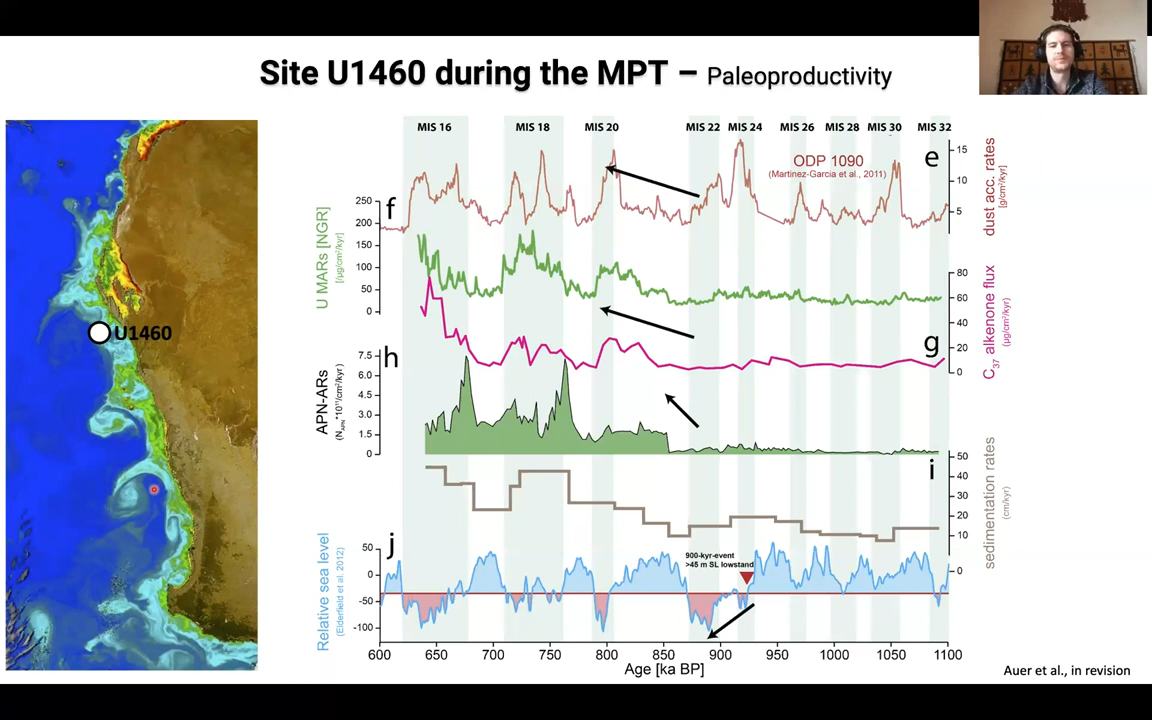 Site U1460 during the MPT – Paleoproductivity
MIS 16
MIS 18
MIS 20
MIS 22
MIS 24
MIS 26
MIS 28
MIS 30
MIS 32
ODP 1090
(Martinez-Garcia et al., 2011)
e
15
10
5
dust acc. rates
[g/cm²/kyr]
f
250
200
150
100
50
0
U MARs [NGR]
[/μg/cm²/kyr]
U1460
g
80
60
40
20
0
C37 alkenone flux
(μg/cm²/kyr)
h
7.5
6.0
4.5
3.0
1.5
0
APN-ARs
i
50
40
30
20
10
0
sedimentation rates
(cm/kyr)
j
50
0
-50
-100
Relative sea level
(Elderfield et al. 2012)
900-kyr-event
>45 m SL lowstand
600
650
700
750
800
850
900
950
1000
1050
1100
Age [ka BP]
Auer et al., in revision